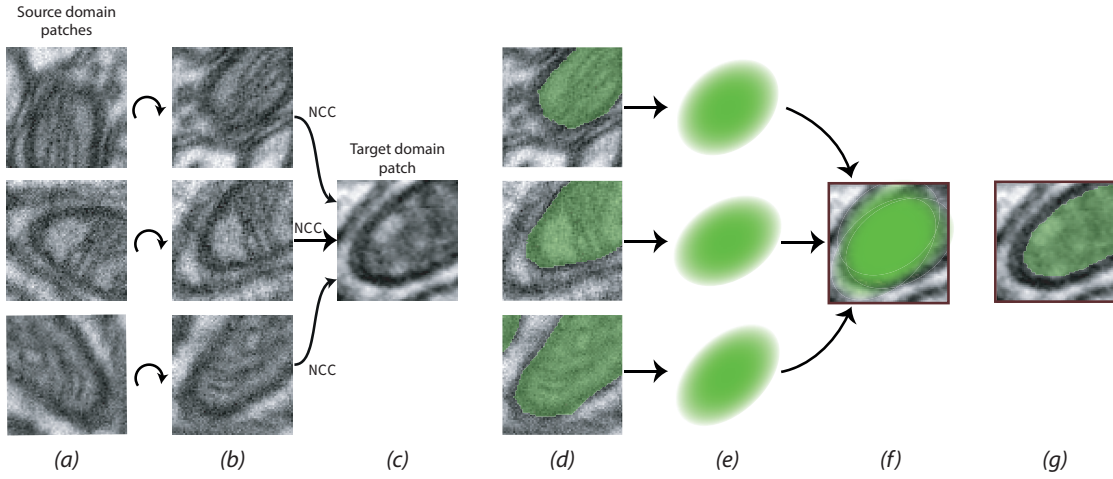 Source domain
patches
NCC
Target domain
patch
NCC
NCC
(a)
(b)
(c)
(d)
(e)
(f)
(g)